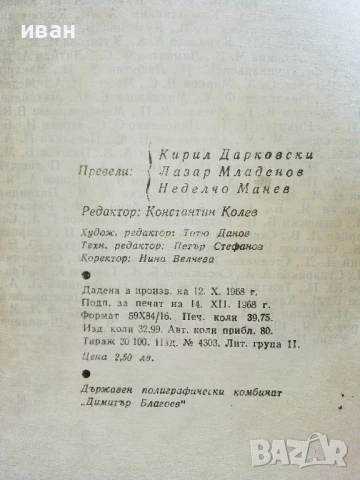 иван
Превели:
Кирил Дарковски
Лазар Младенов
Неделчо Манев
Редактор: Константин Колев
Худож. редактор: Тотю Данов
Техн. редактор: Петър Стефанов
Коректор: Нина Велчева
Дадена в произв. на 12. X. 1968 г.
Подп. за печат на 14. XII. 1968 г.
Формат 59X84/16. Печ. коли 39,75.
Изд. коли 32,99. Авт. коли прибл. 80.
Тираж 30 100. Изд. № 4303. Лит. група II.
Цена 2,50 лв.
Държавен полиграфически комбинат
„Димитър Благоев"
BAZAR.bg